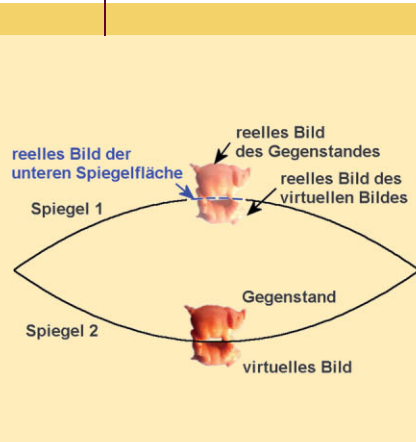 reelles Bild
des Gegenstandes
reelles Bild der
unteren Spiegelfläche
reelles Bild des
virtuellen Bildes
Spiegel 1
Gegenstand
Spiegel 2
virtuelles Bild